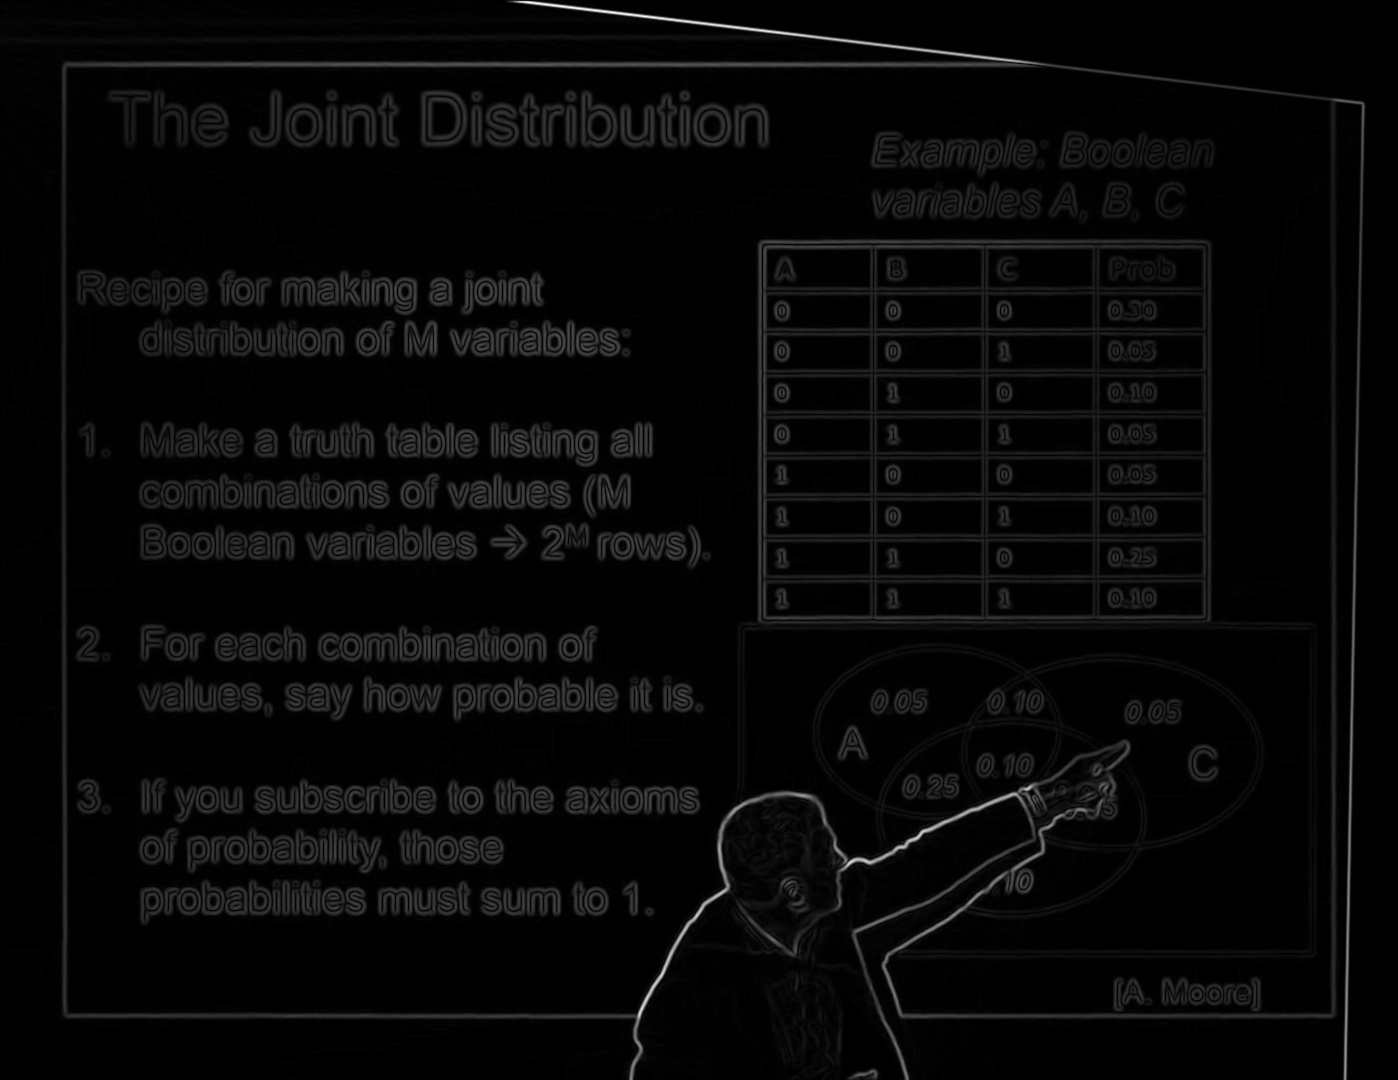 The Joint Distribution
Example: Boolean
variables A, B, C
Recipe for making a joint
distribution of M variables:
1. Make a truth table listing all
combinations of values (M
Boolean variables → 2ᴹ rows).
2. For each combination of
values, say how probable it is.
3. If you subscribe to the axioms
of probability, those
probabilities must sum to 1.
A B C Prob
0 0 0 0.30
0 0 1 0.05
0 1 0 0.10
0 1 1 0.05
1 0 0 0.05
1 0 1 0.10
1 1 0 0.25
1 1 1 0.10
0.05 0.10 0.05
A C
0.10
0.25
10
[A. Moore]